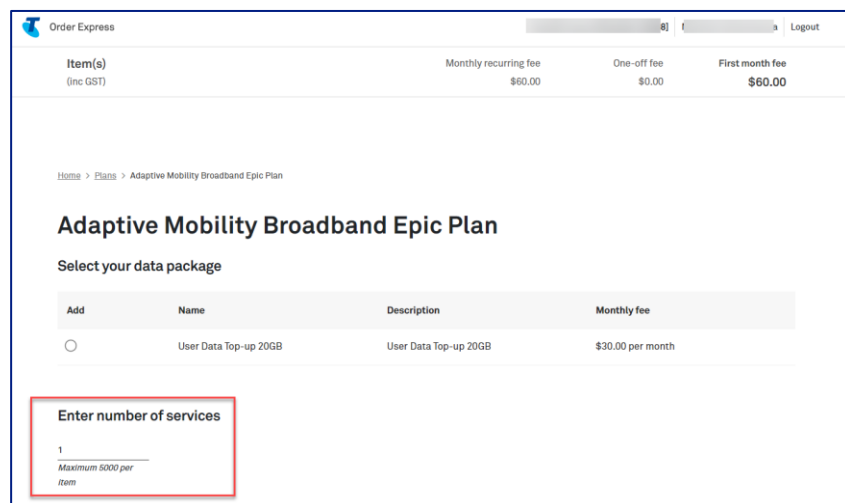 Order Express
8]
Logout
Item(s)
Monthly recurring fee
One-off fee
First month fee
(inc GST)
$60.00
$0.00
$60.00
Home > Plans > Adaptive Mobility Broadband Epic Plan
Adaptive Mobility Broadband Epic Plan
Select your data package
Add
Name
Description
Monthly fee
User Data Top-up 20GB
User Data Top-up 20GB
$30.00 per month
Enter number of services
1
Maximum 5000 per
item